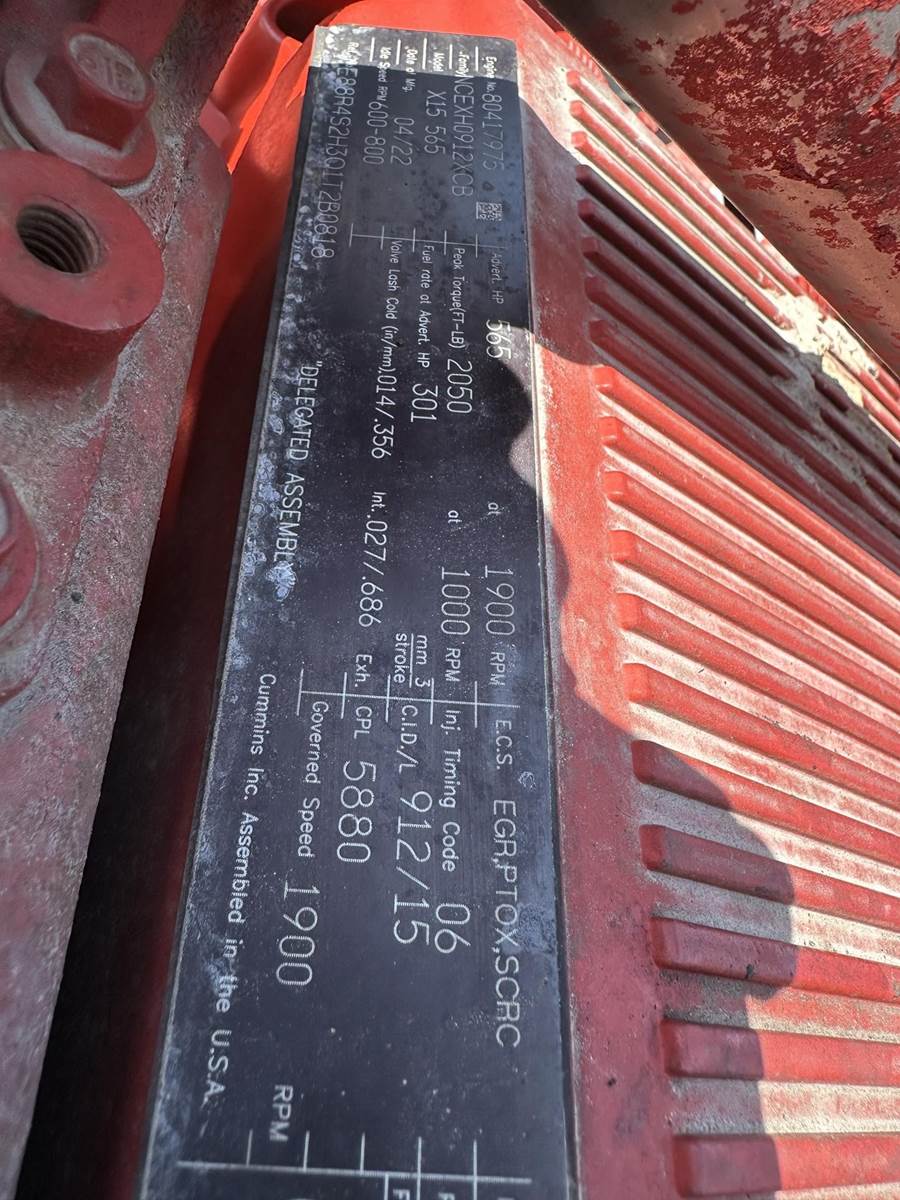 Engine No. 80417975
Family NCEXH0912XCB
Model X15 565
Date of Mfg. 04/22
Idle Speed RPM 600-800
Advert. HP 565 at 1900 RPM
Peak Torque(FT-LB) 2050 at 1000 RPM
Fuel rate at Advert. HP 301 mm 3 stroke
Valve Lash Cold (in/mm) .014/.356 Int. .027/.686 Exh.
"DELEGATED ASSEMBLY"
E.C.S. EGR,PTOX,SCRC
Inj. Timing Code 06
C.I.D./L 912/15
CPL 5880
Governed Speed 1900 RPM
Cummins Inc. Assembled in the U.S.A.